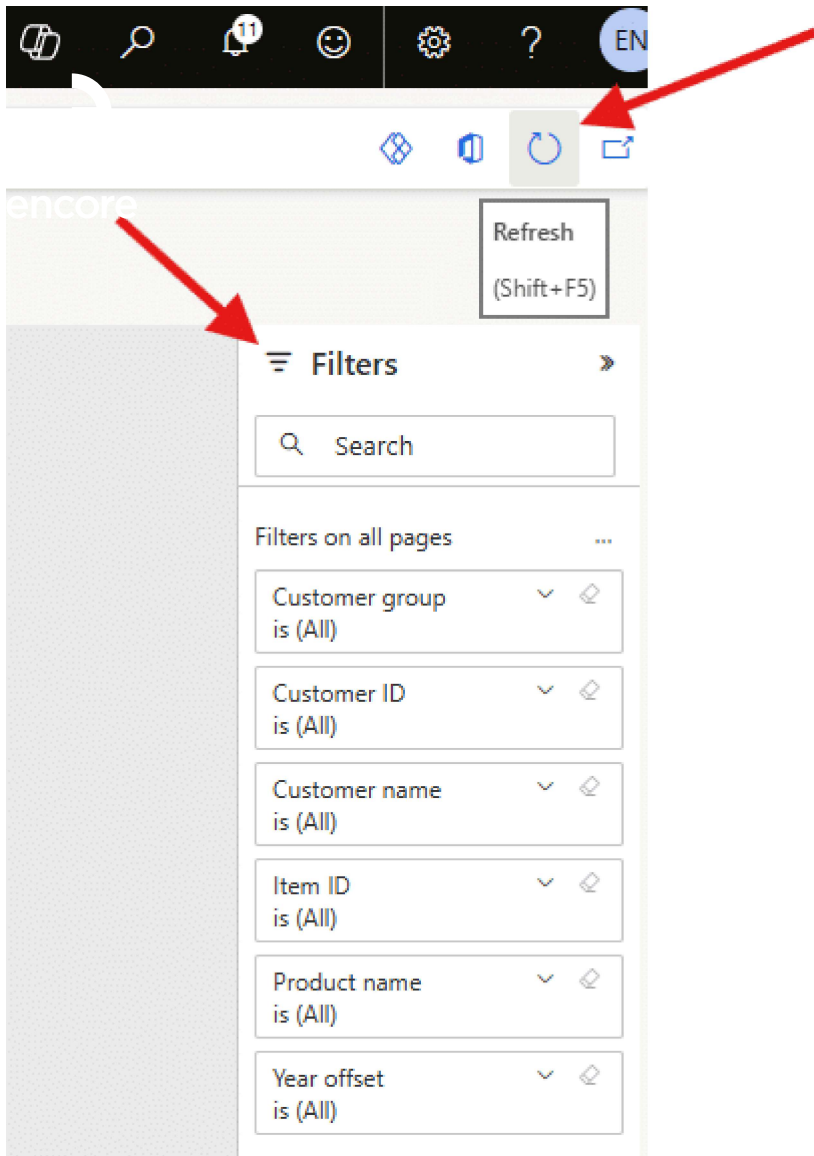 11
EN
encore
Refresh
(Shift+F5)
Filters
Search
Filters on all pages
...
Customer group
is (All)
Customer ID
is (All)
Customer name
is (All)
Item ID
is (All)
Product name
is (All)
Year offset
is (All)